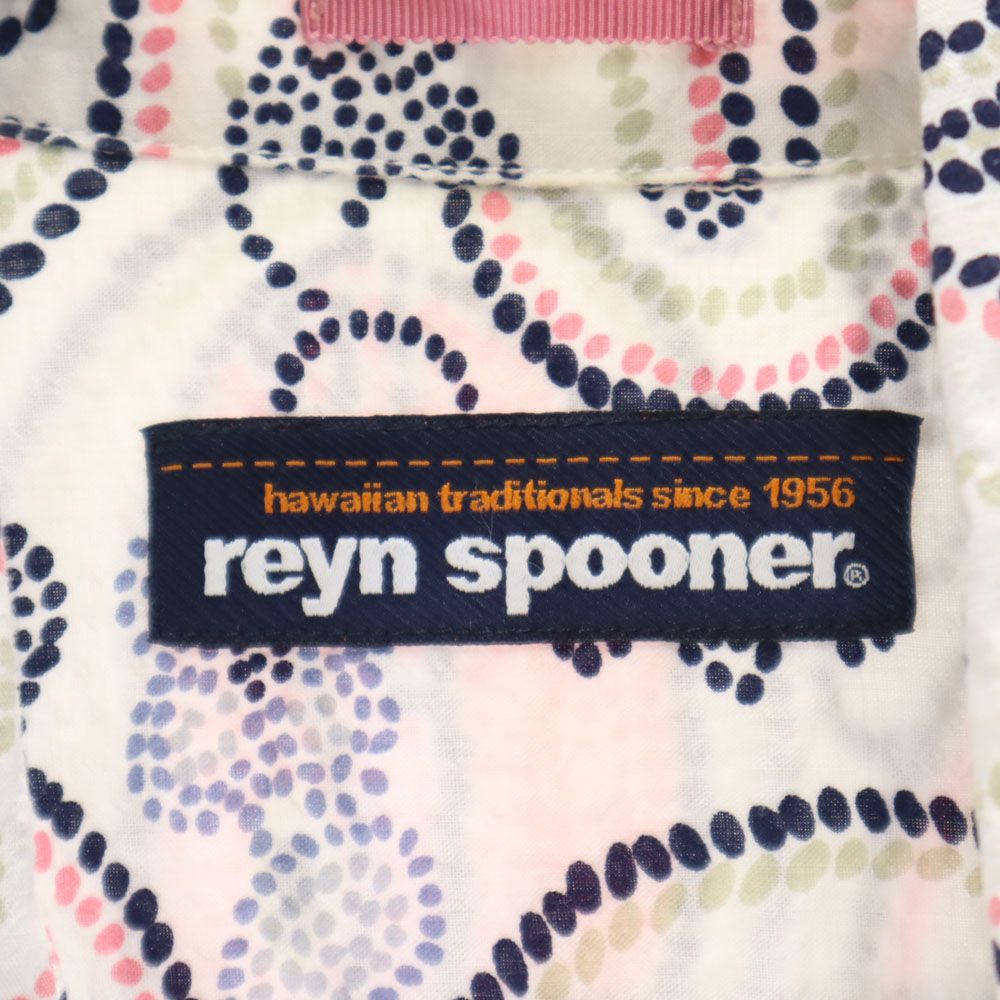 hawaiian traditionals since 1956
reyn spooner®